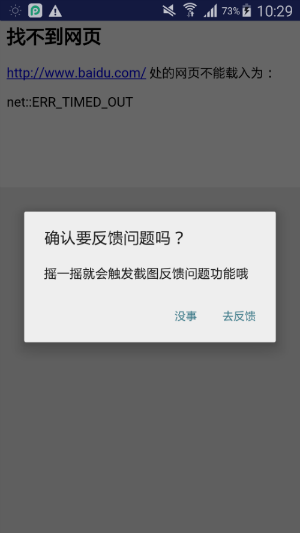 73% 10:29
找不到网页
http://www.baidu.com/ 处的网页不能载入为：
net::ERR_TIMED_OUT
确认要反馈问题吗？
摇一摇就会触发截图反馈问题功能哦
没事 去反馈